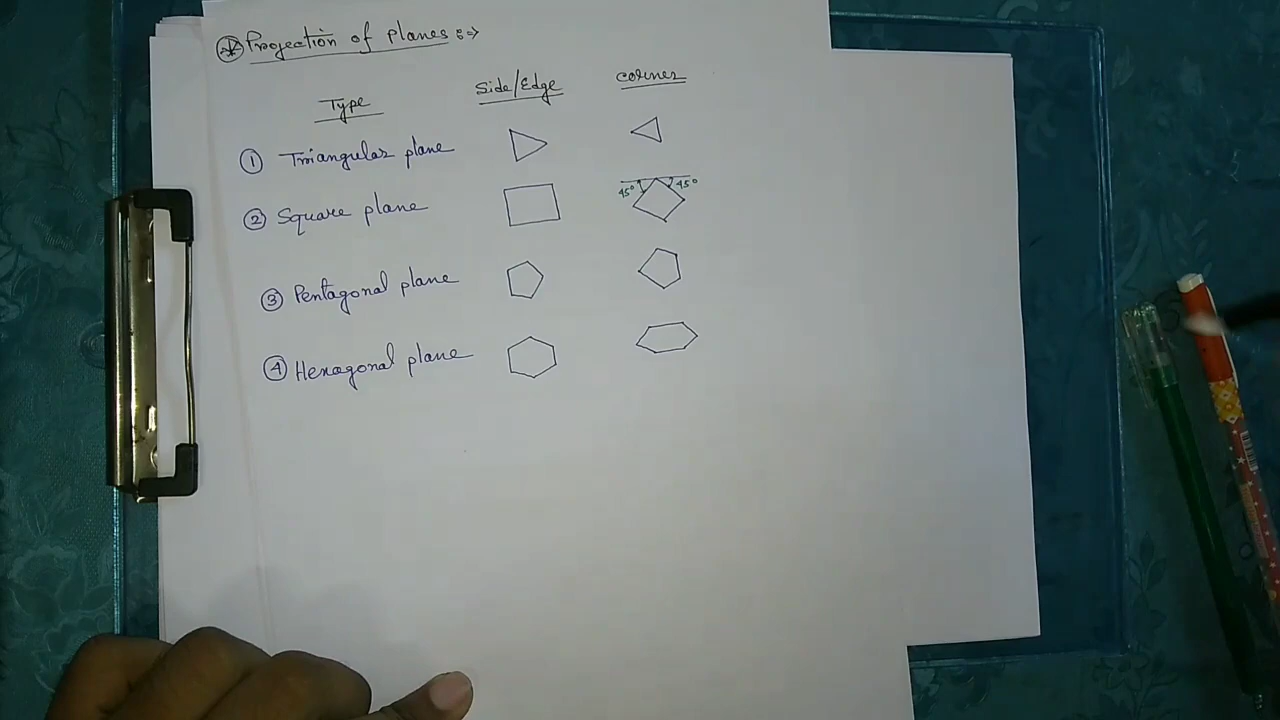 Projection of planes :->
Type Side/Edge Corner
① Triangular plane
② Square plane 45° 45°
③ Pentagonal plane
④ Hexagonal plane